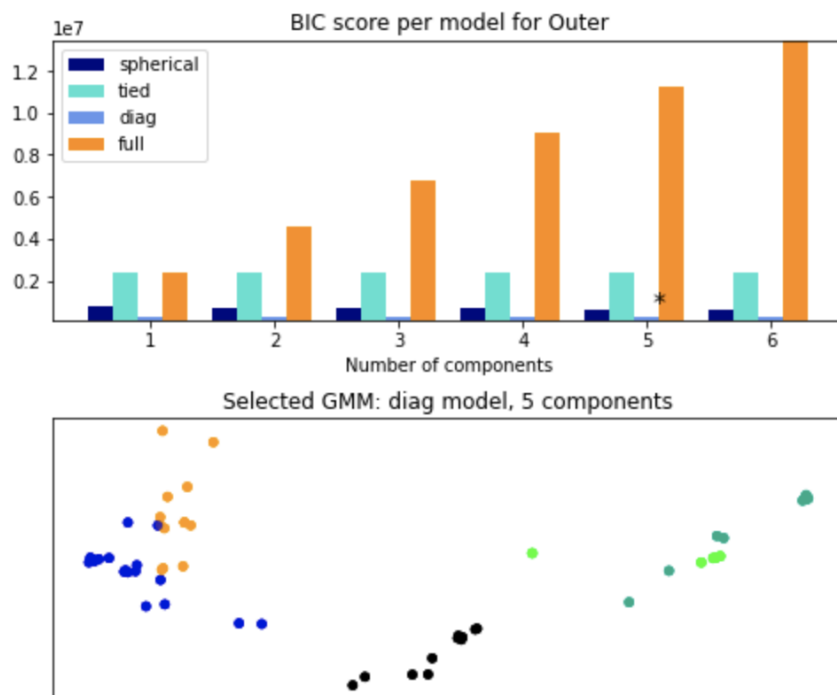 BIC score per model for Outer
1e7
spherical
tied
diag
full
1.2
1.0
0.8
0.6
0.4
0.2
*
1 2 3 4 5 6
Number of components
Selected GMM: diag model, 5 components